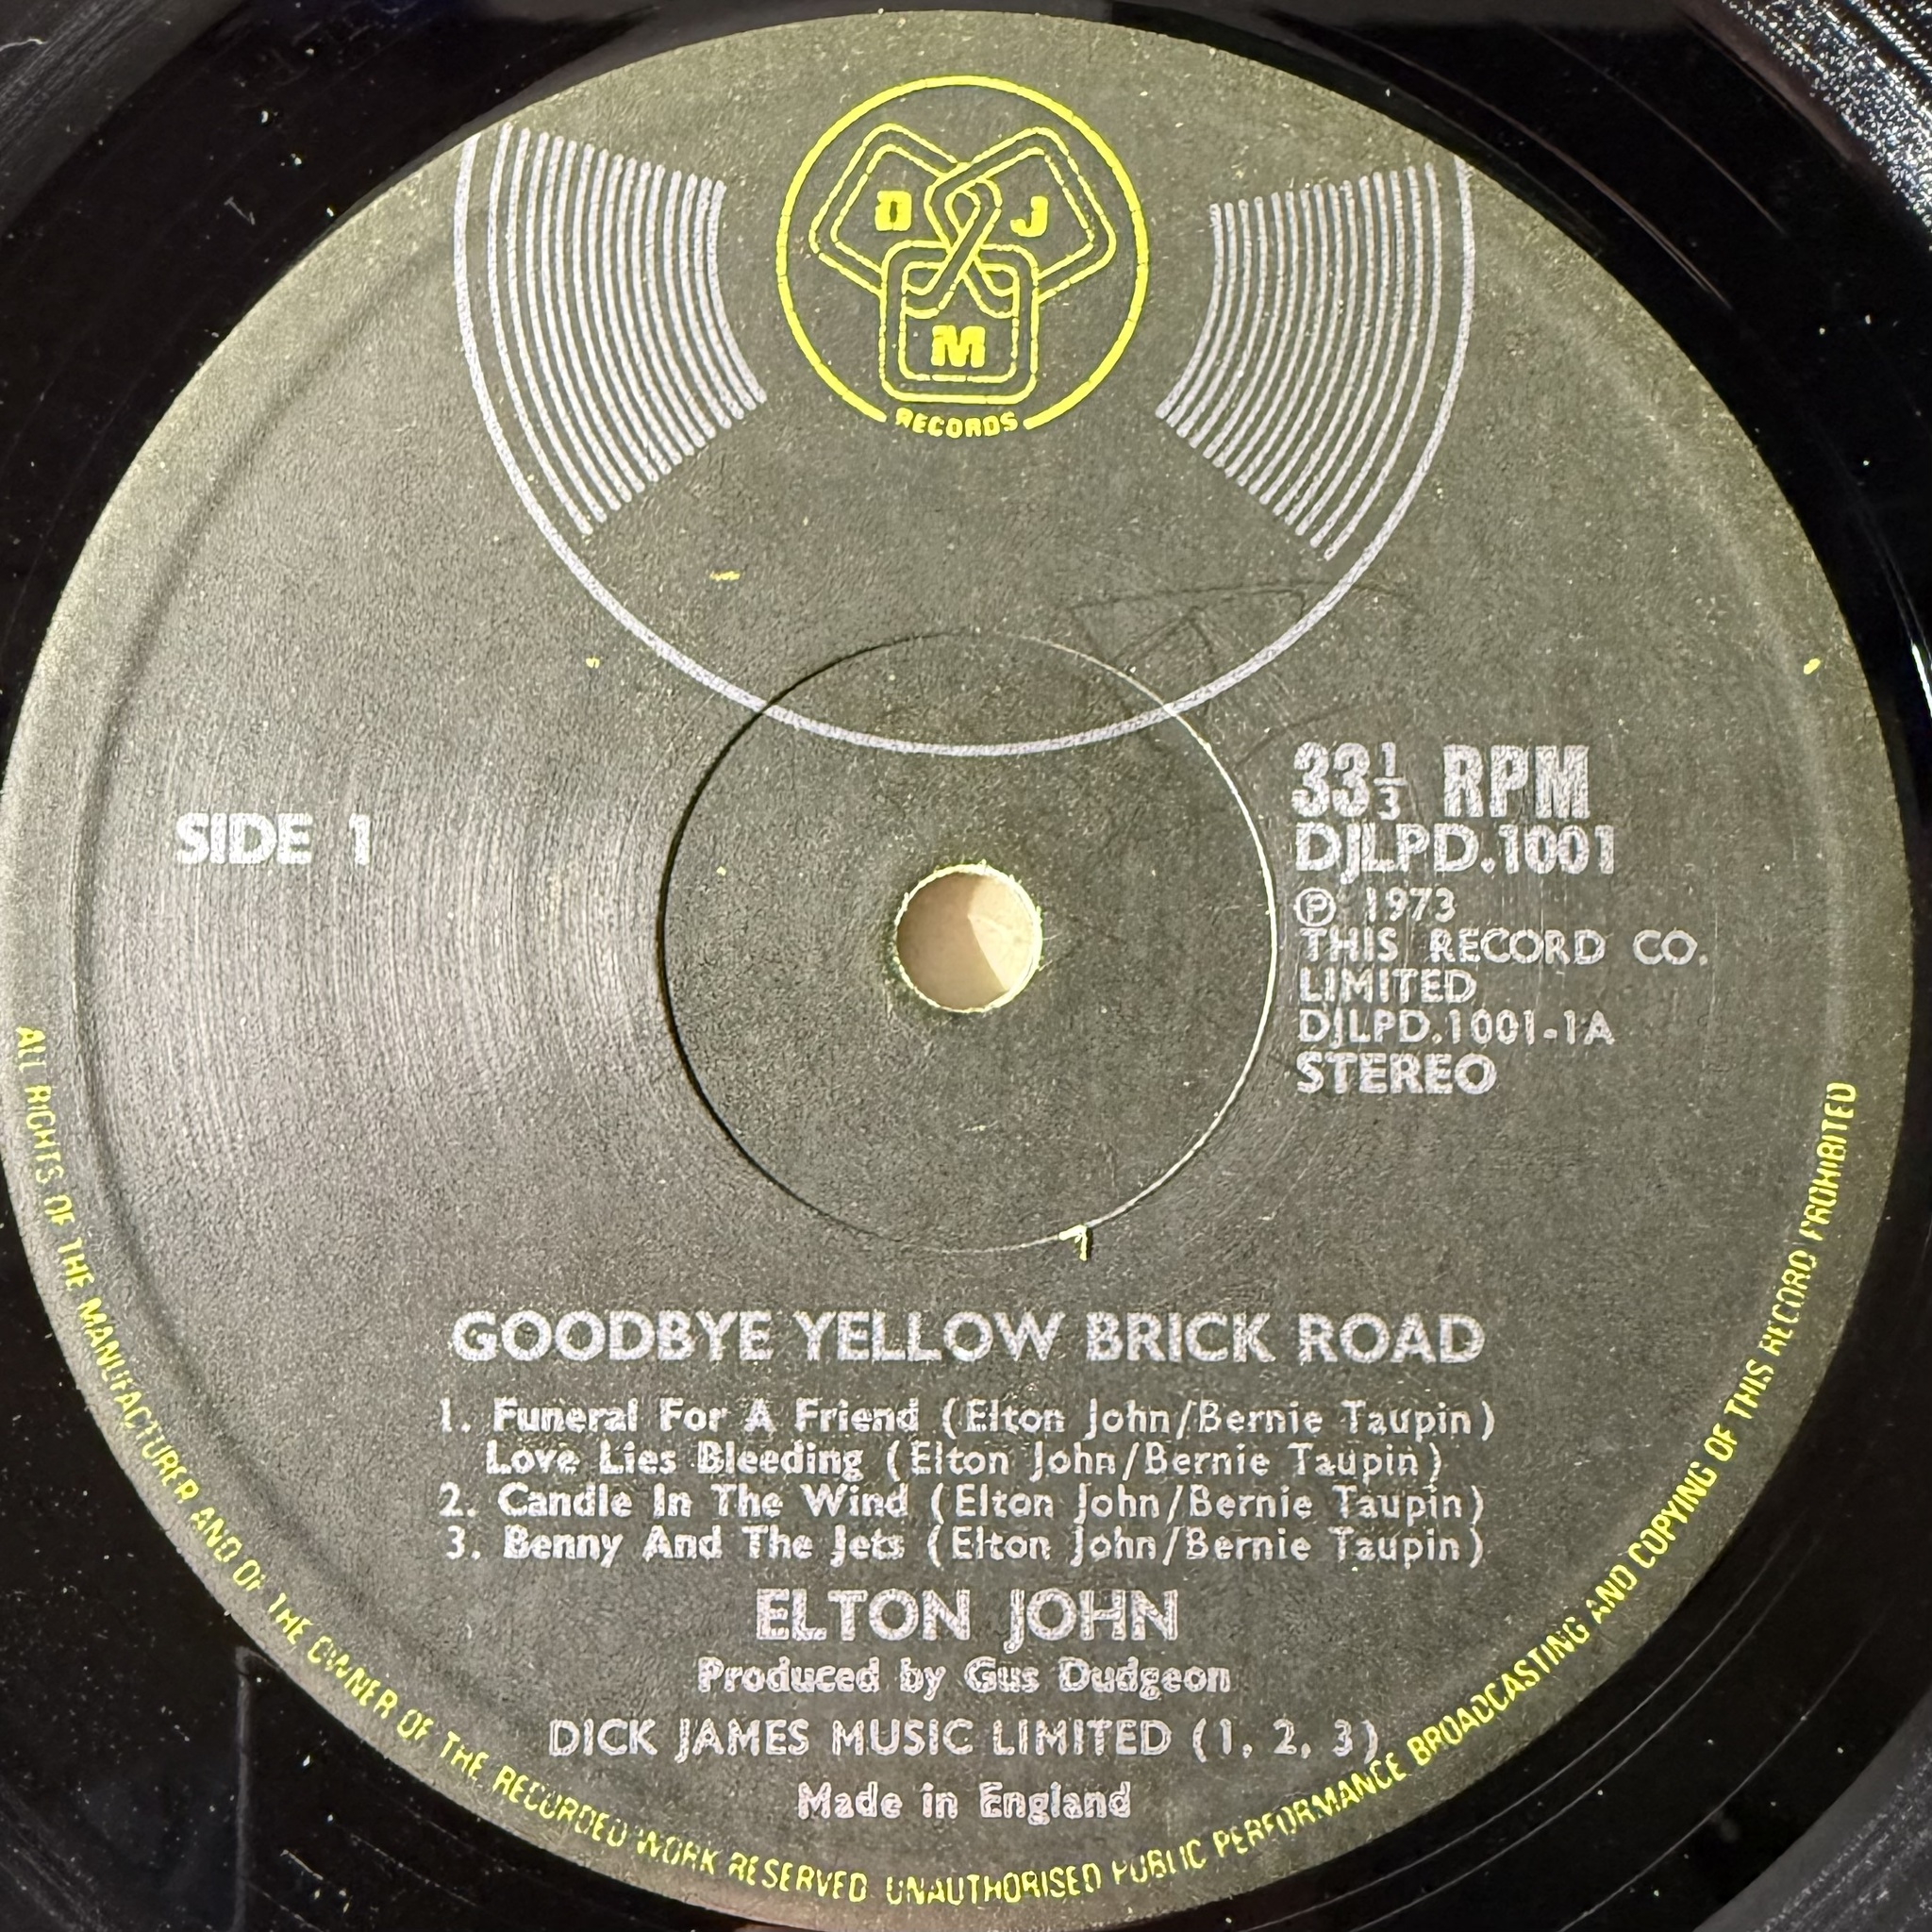 D J
M
RECORDS
SIDE 1
33⅓ RPM
DJLPD.1001
Ⓟ 1973
THIS RECORD CO.
LIMITED
DJLPD.1001-1A
STEREO
GOODBYE YELLOW BRICK ROAD
1. Funeral For A Friend (Elton John/Bernie Taupin)
Love Lies Bleeding (Elton John/Bernie Taupin)
2. Candle In The Wind (Elton John/Bernie Taupin)
3. Benny And The Jets (Elton John/Bernie Taupin)
ELTON JOHN
Produced by Gus Dudgeon
DICK JAMES MUSIC LIMITED (1, 2, 3)
Made in England
ALL RIGHTS OF THE MANUFACTURER AND OF THE OWNER OF THE RECORDED WORK RESERVED UNAUTHORISED PUBLIC PERFORMANCE BROADCASTING AND COPYING OF THIS RECORD PROHIBITED